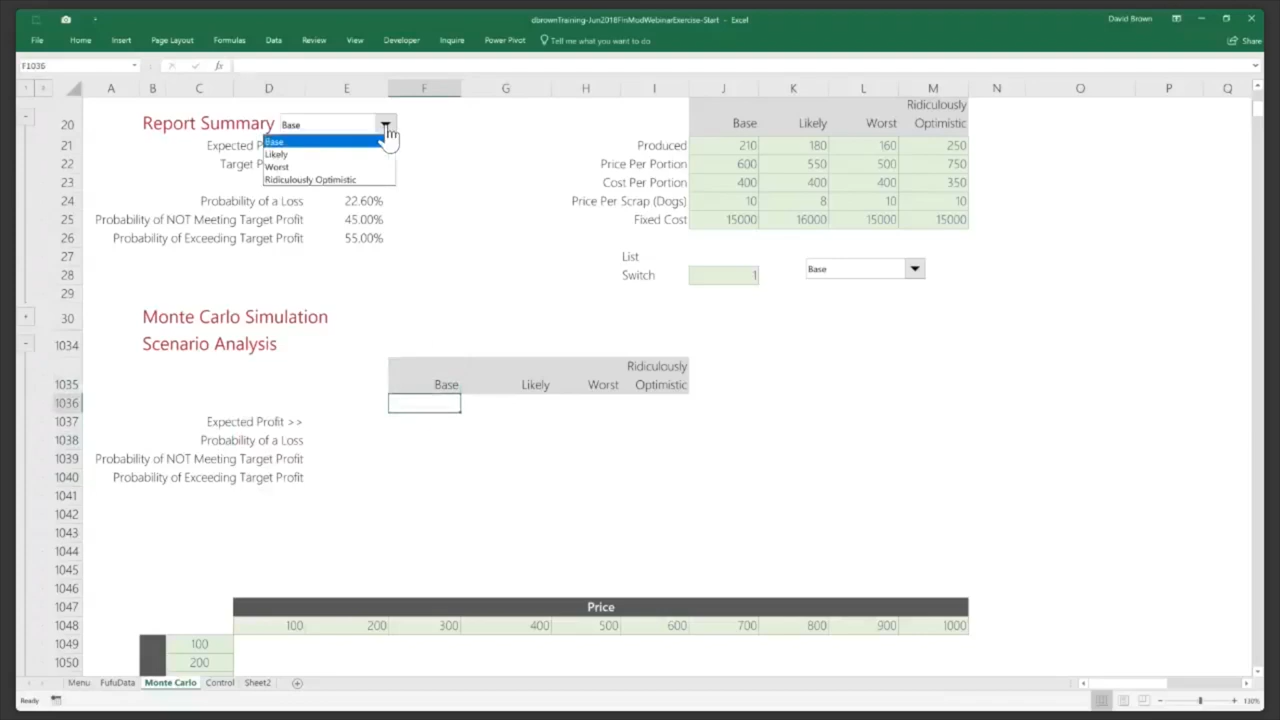 dbrownTraining-Jun2018FinModWebinarExercise-Start - Excel
David Brown
File Home Insert Page Layout Formulas Data Review View Developer Inquire Power Pivot Tell me what you want to do Share
F1036 fx
A B C D E F G H I J K L M N O P Q
Ridiculously
20 Report Summary Base Base Likely Worst Optimistic
Base
21 Expected P Produced 210 180 160 250
Likely
22 Target P Price Per Portion 600 550 500 750
Worst
Ridiculously Optimistic
23 Cost Per Portion 400 400 400 350
24 Probability of a Loss 22.60% Price Per Scrap (Dogs) 10 8 10 10
25 Probability of NOT Meeting Target Profit 45.00% Fixed Cost 15000 16000 15000 15000
26 Probability of Exceeding Target Profit 55.00%
27 List
28 Switch 1 Base
29
30 Monte Carlo Simulation
1034 Scenario Analysis
Ridiculously
1035 Base Likely Worst Optimistic
1036
1037 Expected Profit >>
1038 Probability of a Loss
1039 Probability of NOT Meeting Target Profit
1040 Probability of Exceeding Target Profit
1041
1042
1043
1044
1045
1046
1047 Price
1048 100 200 300 400 500 600 700 800 900 1000
1049 100
1050 200
Menu FufuData Monte Carlo Control Sheet2
Ready 130%